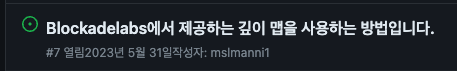 Blockadelabs에서 제공하는 깊이 맵을 사용하는 방법입니다.
#7 열림2023년 5월 31일작성자: mslmanni1